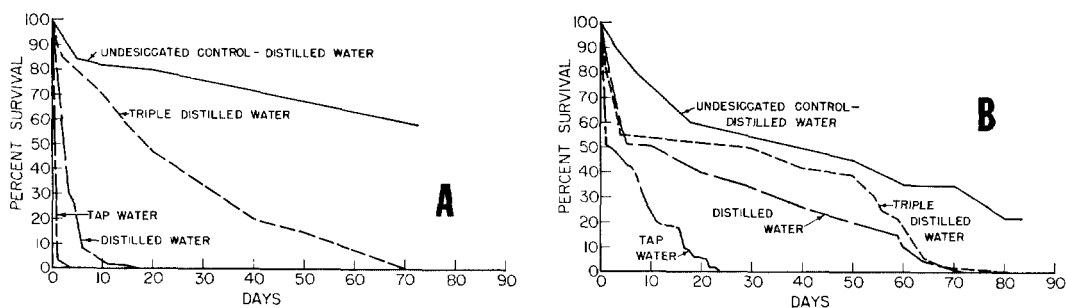 100
90
80
70
60
50
40
30
20
10
0
PERCENT SURVIVAL
UNDESIGGATED CONTROL - DISTILLED WATER
TRIPLE DISTILLED WATER
TAP WATER
DISTILLED WATER
A
0 10 20 30 40 50 60 70 80 90
DAYS
100
90
80
70
60
50
40
30
20
10
0
PERCENT SURVIVAL
UNDESIGGATED CONTROL-
DISTILLED WATER
B
TRIPLE
DISTILLED WATER
DISTILLED
WATER
TAP
WATER
0 10 20 30 40 50 60 70 80 90
DAYS